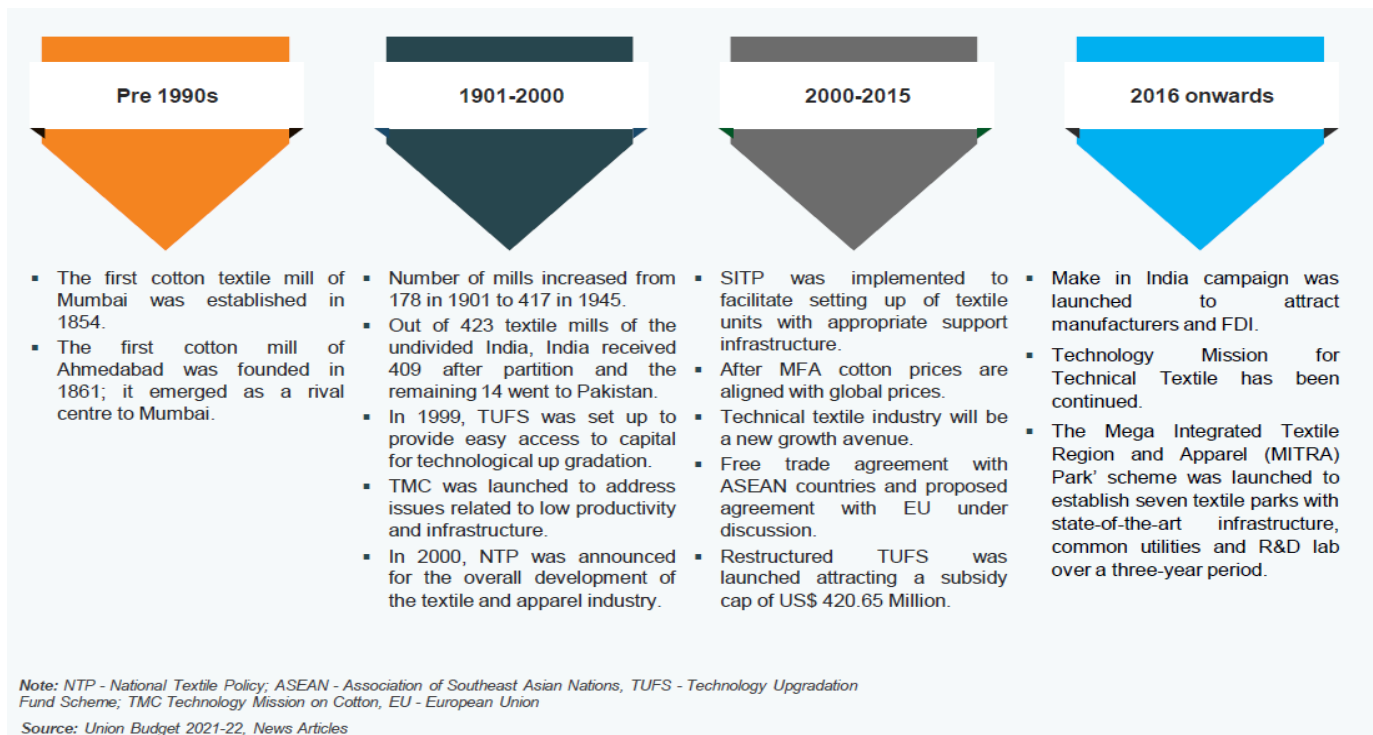 Pre 1990s
▪ The first cotton textile mill of
Mumbai was established in
1854.
▪ The first cotton mill of
Ahmedabad was founded in
1861; it emerged as a rival
centre to Mumbai.
1901-2000
▪ Number of mills increased from
178 in 1901 to 417 in 1945.
▪ Out of 423 textile mills of the
undivided India, India received
409 after partition and the
remaining 14 went to Pakistan.
▪ In 1999, TUFS was set up to
provide easy access to capital
for technological up gradation.
▪ TMC was launched to address
issues related to low productivity
and infrastructure.
▪ In 2000, NTP was announced
for the overall development of
the textile and apparel industry.
2000-2015
▪ SITP was implemented to
facilitate setting up of textile
units with appropriate support
infrastructure.
▪ After MFA cotton prices are
aligned with global prices.
▪ Technical textile industry will be
a new growth avenue.
▪ Free trade agreement with
ASEAN countries and proposed
agreement with EU under
discussion.
▪ Restructured TUFS was
launched attracting a subsidy
cap of US$ 420.65 Million.
2016 onwards
▪ Make in India campaign was
launched to attract
manufacturers and FDI.
▪ Technology Mission for
Technical Textile has been
continued.
▪ The Mega Integrated Textile
Region and Apparel (MITRA)
Park’ scheme was launched to
establish seven textile parks with
state-of-the-art infrastructure,
common utilities and R&D lab
over a three-year period.
Note: NTP - National Textile Policy; ASEAN - Association of Southeast Asian Nations, TUFS - Technology Upgradation
Fund Scheme; TMC Technology Mission on Cotton, EU - European Union
Source: Union Budget 2021-22, News Articles